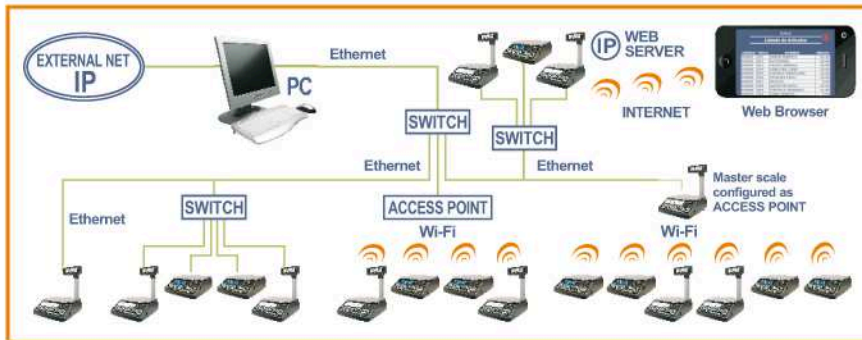 EXTERNAL NET
IP
Ethernet
PC
IP WEB
SERVER
INTERNET
Web Browser
SWITCH
SWITCH
Ethernet
Ethernet
Ethernet
SWITCH
ACCESS POINT
Wi-Fi
Master scale
configured as
ACCESS POINT
Wi-Fi